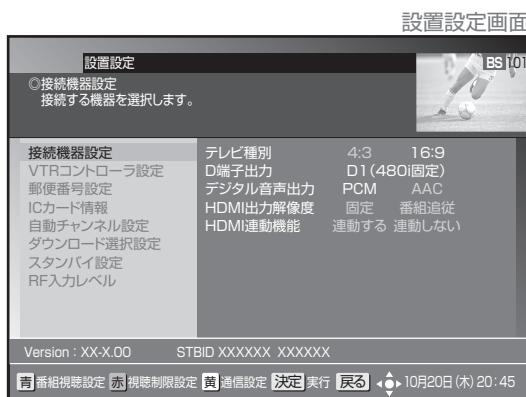 設置設定画面
設置設定
BS 101
◎接続機器設定
接続する機器を選択します。
接続機器設定
VTRコントローラ設定
郵便番号設定
ICカード情報
自動チャンネル設定
ダウンロード選択設定
スタンバイ設定
RF入力レベル
テレビ種別 4:3 16:9
D端子出力 D1(480i固定)
デジタル音声出力 PCM AAC
HDMI出力解像度 固定 番組追従
HDMI連動機能 連動する 連動しない
Version : XX-X.00 STBID XXXXXX XXXXXX
青 番組視聴設定 赤 視聴制限設定 黄 通信設定 決定 実行 戻る 10月20日(木)20:45